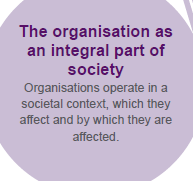 The organisation as
an integral part of
society
Organisations operate in a
societal context, which they
affect and by which they are
affected.